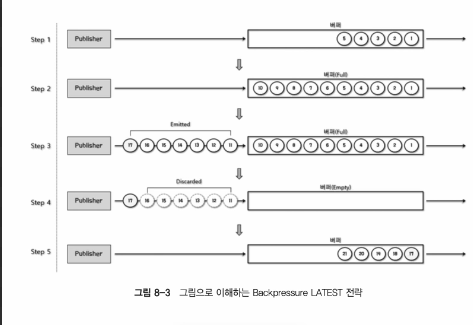 버퍼
Step 1 Publisher 5 4 3 2 1
버퍼(Full)
Step 2 Publisher 10 9 8 7 6 5 4 3 2 1
Emitted 버퍼(Full)
Step 3 Publisher 17 16 15 14 13 12 11 10 9 8 7 6 5 4 3 2 1
Discarded 버퍼(Empty)
Step 4 Publisher 17 16 15 14 13 12 11
버퍼
Step 5 Publisher 21 20 19 18 17
그림 8-3 그림으로 이해하는 Backpressure LATEST 전략